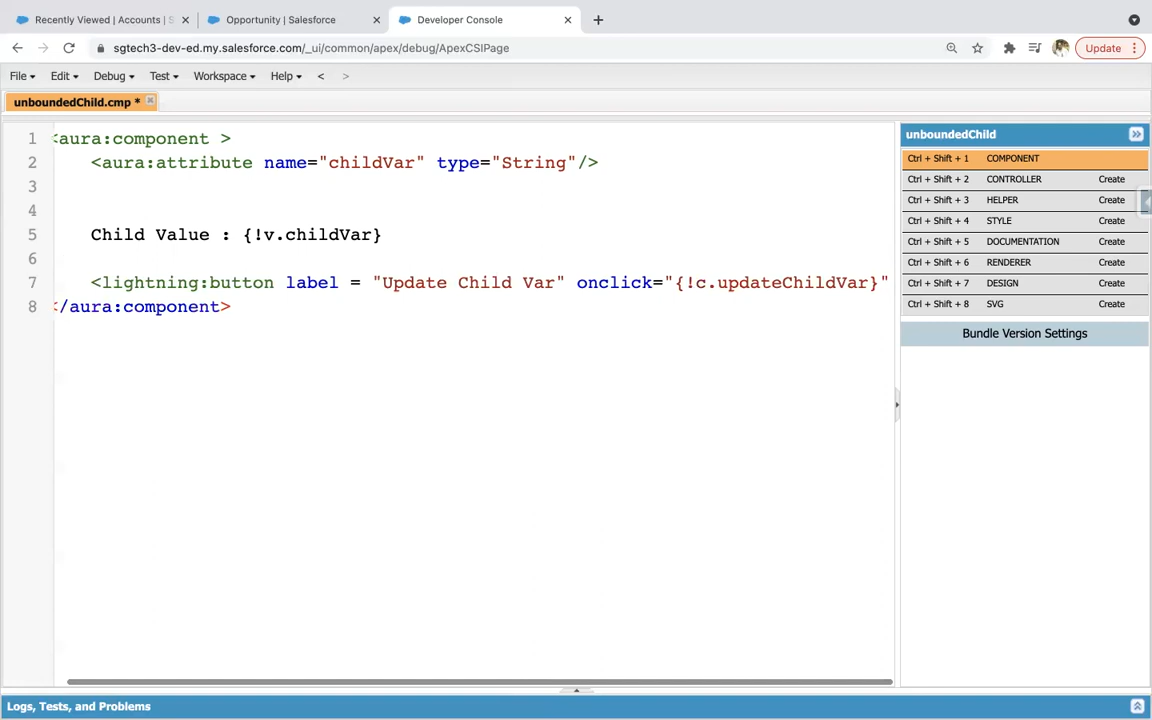 Recently Viewed | Accounts | S
Opportunity | Salesforce
Developer Console
sgtech3-dev-ed.my.salesforce.com/_ui/common/apex/debug/ApexCSIPage
Update
File Edit Debug Test Workspace Help < >
unboundedChild.cmp *
1 <aura:component >
2 <aura:attribute name="childVar" type="String"/>
3
4
5 Child Value : {!v.childVar}
6
7 <lightning:button label = "Update Child Var" onclick="{!c.updateChildVar}"
8 </aura:component>
unboundedChild
Ctrl + Shift + 1 COMPONENT
Ctrl + Shift + 2 CONTROLLER Create
Ctrl + Shift + 3 HELPER Create
Ctrl + Shift + 4 STYLE Create
Ctrl + Shift + 5 DOCUMENTATION Create
Ctrl + Shift + 6 RENDERER Create
Ctrl + Shift + 7 DESIGN Create
Ctrl + Shift + 8 SVG Create
Bundle Version Settings
Logs, Tests, and Problems